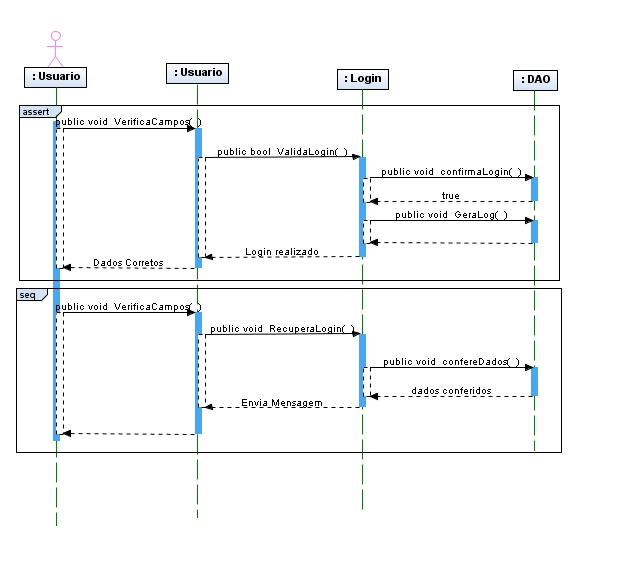 : Usuario
: Usuario
: Login
: DAO
assert
public void VerificaCampos( )
public bool ValidaLogin( )
public void confirmaLogin( )
true
public void GeraLog( )
Login realizado
Dados Corretos
seq
public void VerificaCampos( )
public void RecuperaLogin( )
public void confereDados( )
dados conferidos
Envia Mensagem